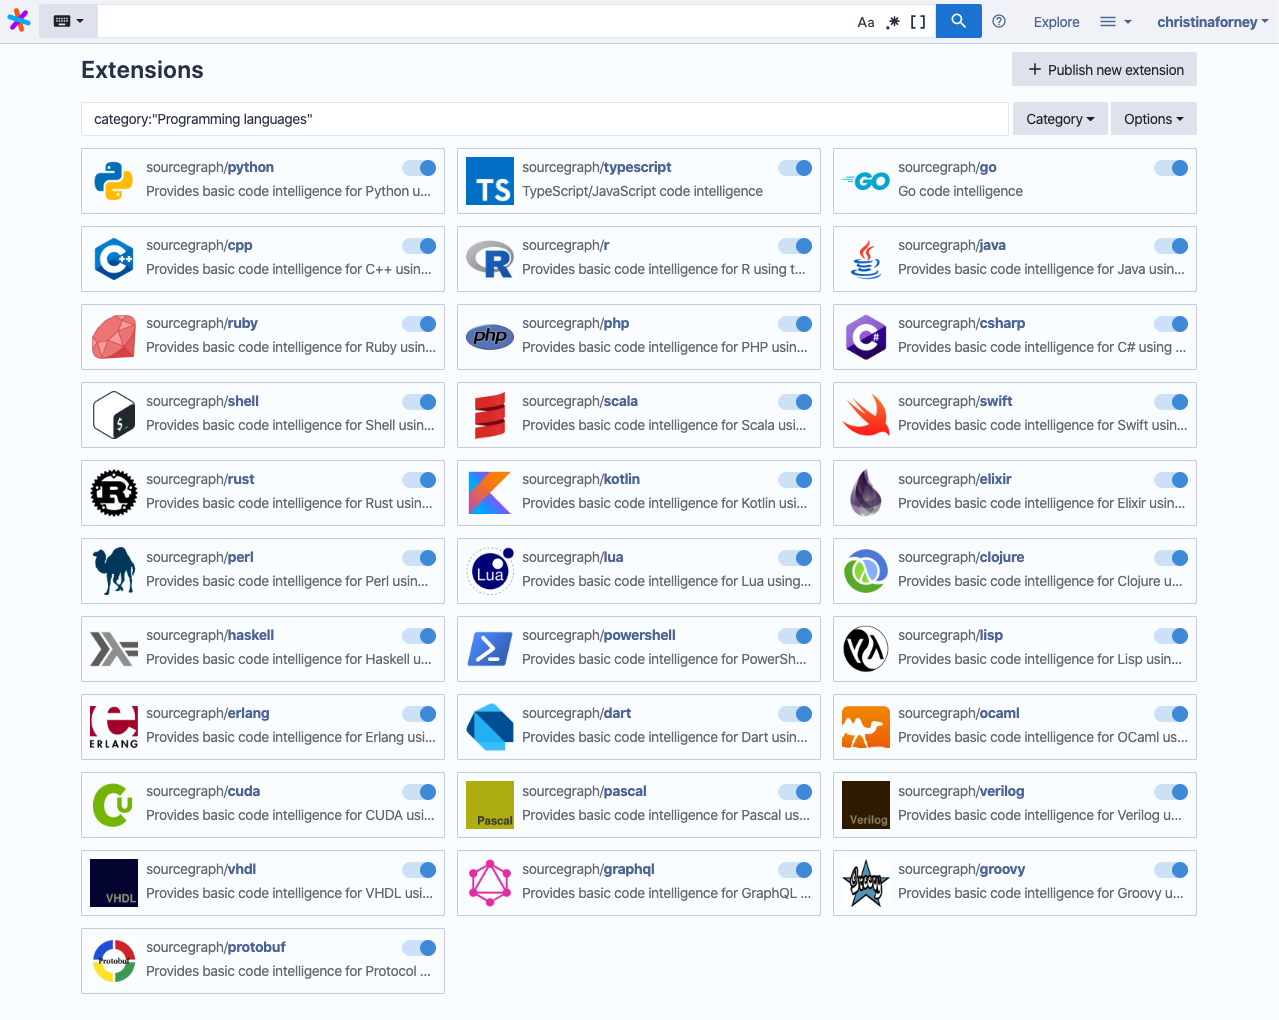 Aa .* [ ] Explore christinaforney
Extensions
Publish new extension
category:"Programming languages"
Category Options
sourcegraph/python
Provides basic code intelligence for Python u...
TS
sourcegraph/typescript
TypeScript/JavaScript code intelligence
GO
sourcegraph/go
Go code intelligence
C++
sourcegraph/cpp
Provides basic code intelligence for C++ usin...
R
sourcegraph/r
Provides basic code intelligence for R using t...
sourcegraph/java
Provides basic code intelligence for Java usin...
sourcegraph/ruby
Provides basic code intelligence for Ruby usin...
php
sourcegraph/php
Provides basic code intelligence for PHP usin...
C#
sourcegraph/csharp
Provides basic code intelligence for C# using ...
$_
sourcegraph/shell
Provides basic code intelligence for Shell usin...
sourcegraph/scala
Provides basic code intelligence for Scala usi...
sourcegraph/swift
Provides basic code intelligence for Swift usin...
R
sourcegraph/rust
Provides basic code intelligence for Rust usin...
sourcegraph/kotlin
Provides basic code intelligence for Kotlin usi...
sourcegraph/elixir
Provides basic code intelligence for Elixir usin...
sourcegraph/perl
Provides basic code intelligence for Perl usin...
Lua
sourcegraph/lua
Provides basic code intelligence for Lua using...
sourcegraph/clojure
Provides basic code intelligence for Clojure u...
sourcegraph/haskell
Provides basic code intelligence for Haskell u...
sourcegraph/powershell
Provides basic code intelligence for PowerSh...
sourcegraph/lisp
Provides basic code intelligence for Lisp usin...
e
ERLANG
sourcegraph/erlang
Provides basic code intelligence for Erlang usi...
sourcegraph/dart
Provides basic code intelligence for Dart usin...
sourcegraph/ocaml
Provides basic code intelligence for OCaml us...
Cu
sourcegraph/cuda
Provides basic code intelligence for CUDA usi...
Pascal
sourcegraph/pascal
Provides basic code intelligence for Pascal us...
Verilog
sourcegraph/verilog
Provides basic code intelligence for Verilog u...
VHDL
sourcegraph/vhdl
Provides basic code intelligence for VHDL usi...
sourcegraph/graphql
Provides basic code intelligence for GraphQL ...
Groovy
sourcegraph/groovy
Provides basic code intelligence for Groovy u...
Protobuf
sourcegraph/protobuf
Provides basic code intelligence for Protocol ...